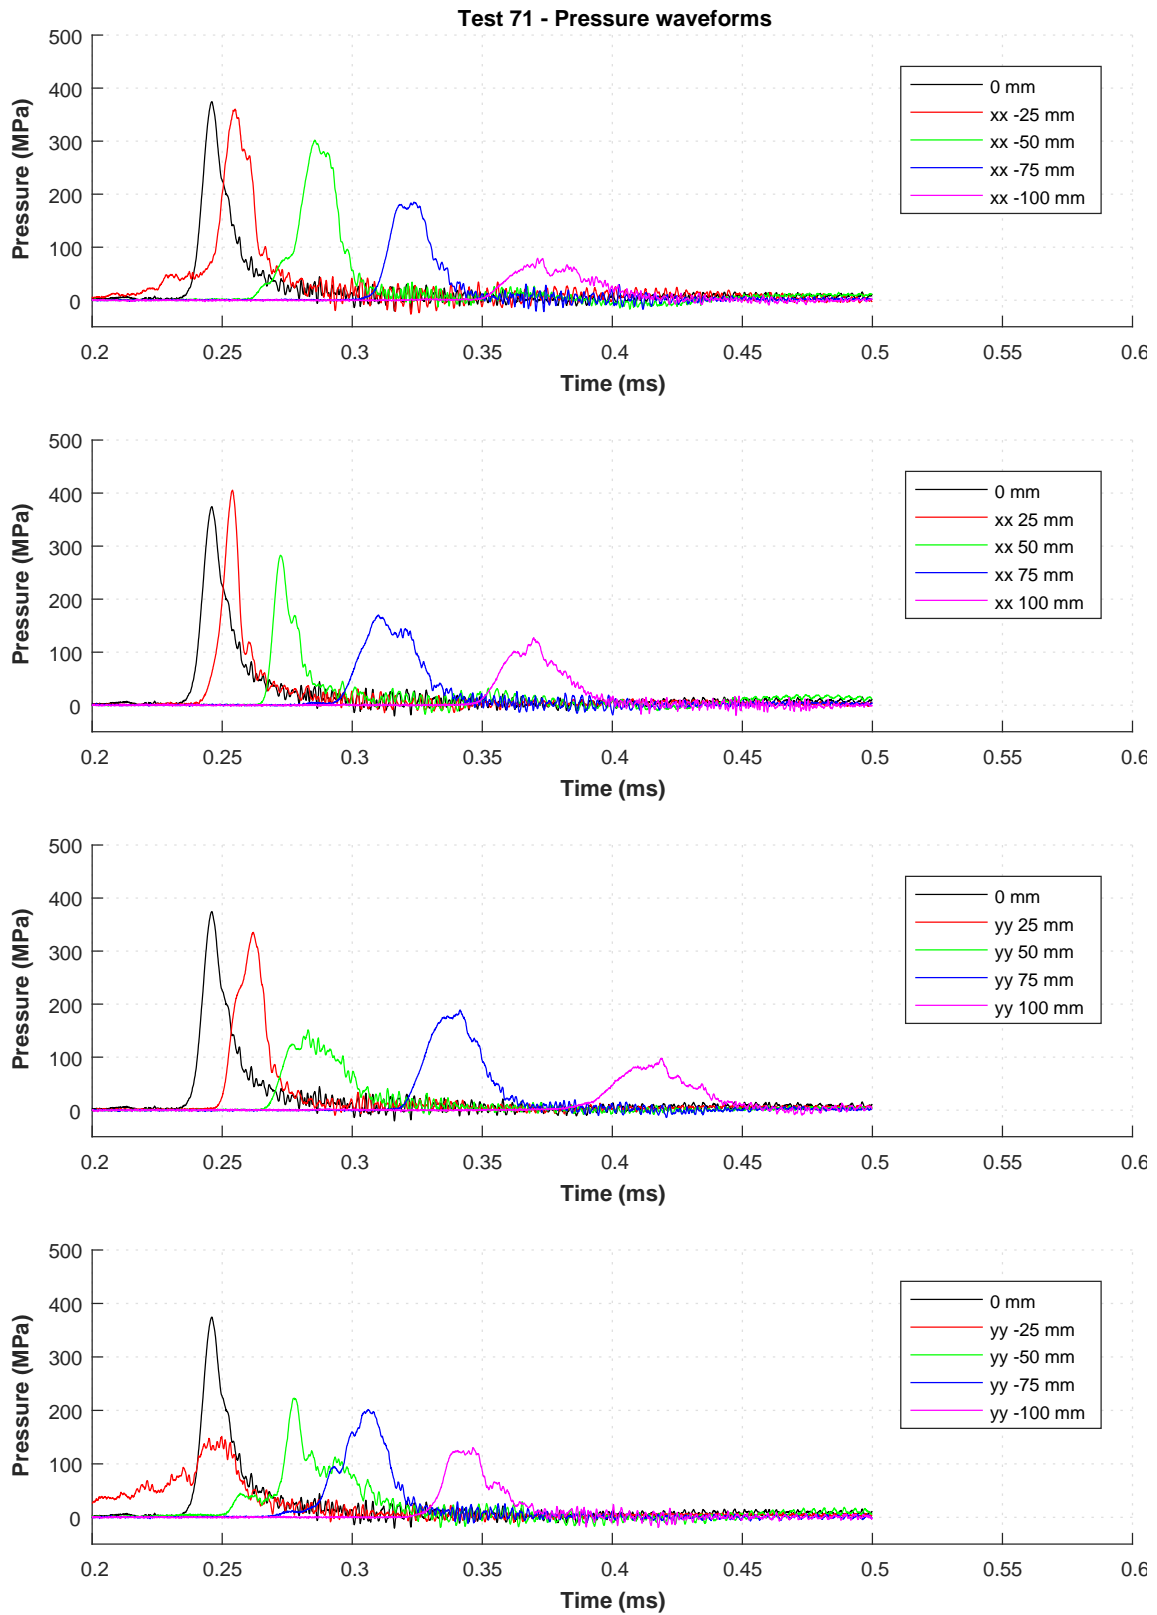 Test 71 - Pressure waveforms
500
400
300
200
100
0
Pressure (MPa)
0 mm
xx -25 mm
xx -50 mm
xx -75 mm
xx -100 mm
0.2 0.25 0.3 0.35 0.4 0.45 0.5 0.55 0.6
Time (ms)
500
400
300
200
100
0
Pressure (MPa)
0 mm
xx 25 mm
xx 50 mm
xx 75 mm
xx 100 mm
0.2 0.25 0.3 0.35 0.4 0.45 0.5 0.55 0.6
Time (ms)
500
400
300
200
100
0
Pressure (MPa)
0 mm
yy 25 mm
yy 50 mm
yy 75 mm
yy 100 mm
0.2 0.25 0.3 0.35 0.4 0.45 0.5 0.55 0.6
Time (ms)
500
400
300
200
100
0
Pressure (MPa)
0 mm
yy -25 mm
yy -50 mm
yy -75 mm
yy -100 mm
0.2 0.25 0.3 0.35 0.4 0.45 0.5 0.55 0.6
Time (ms)